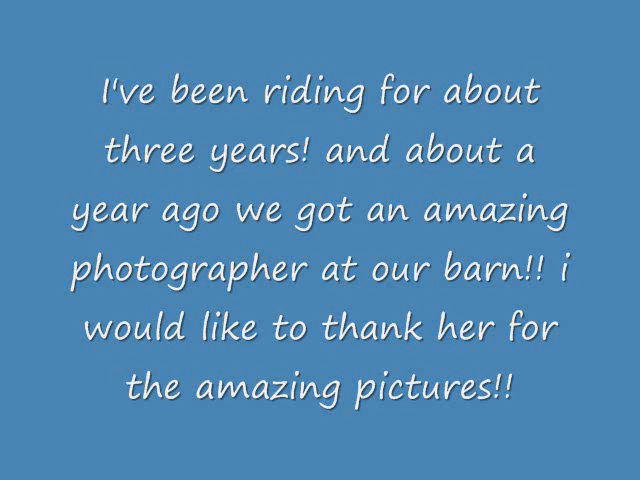 I've been riding for about
three years! and about a
year ago we got an amazing
photographer at our barn!! i
would like to thank her for
the amazing pictures!!